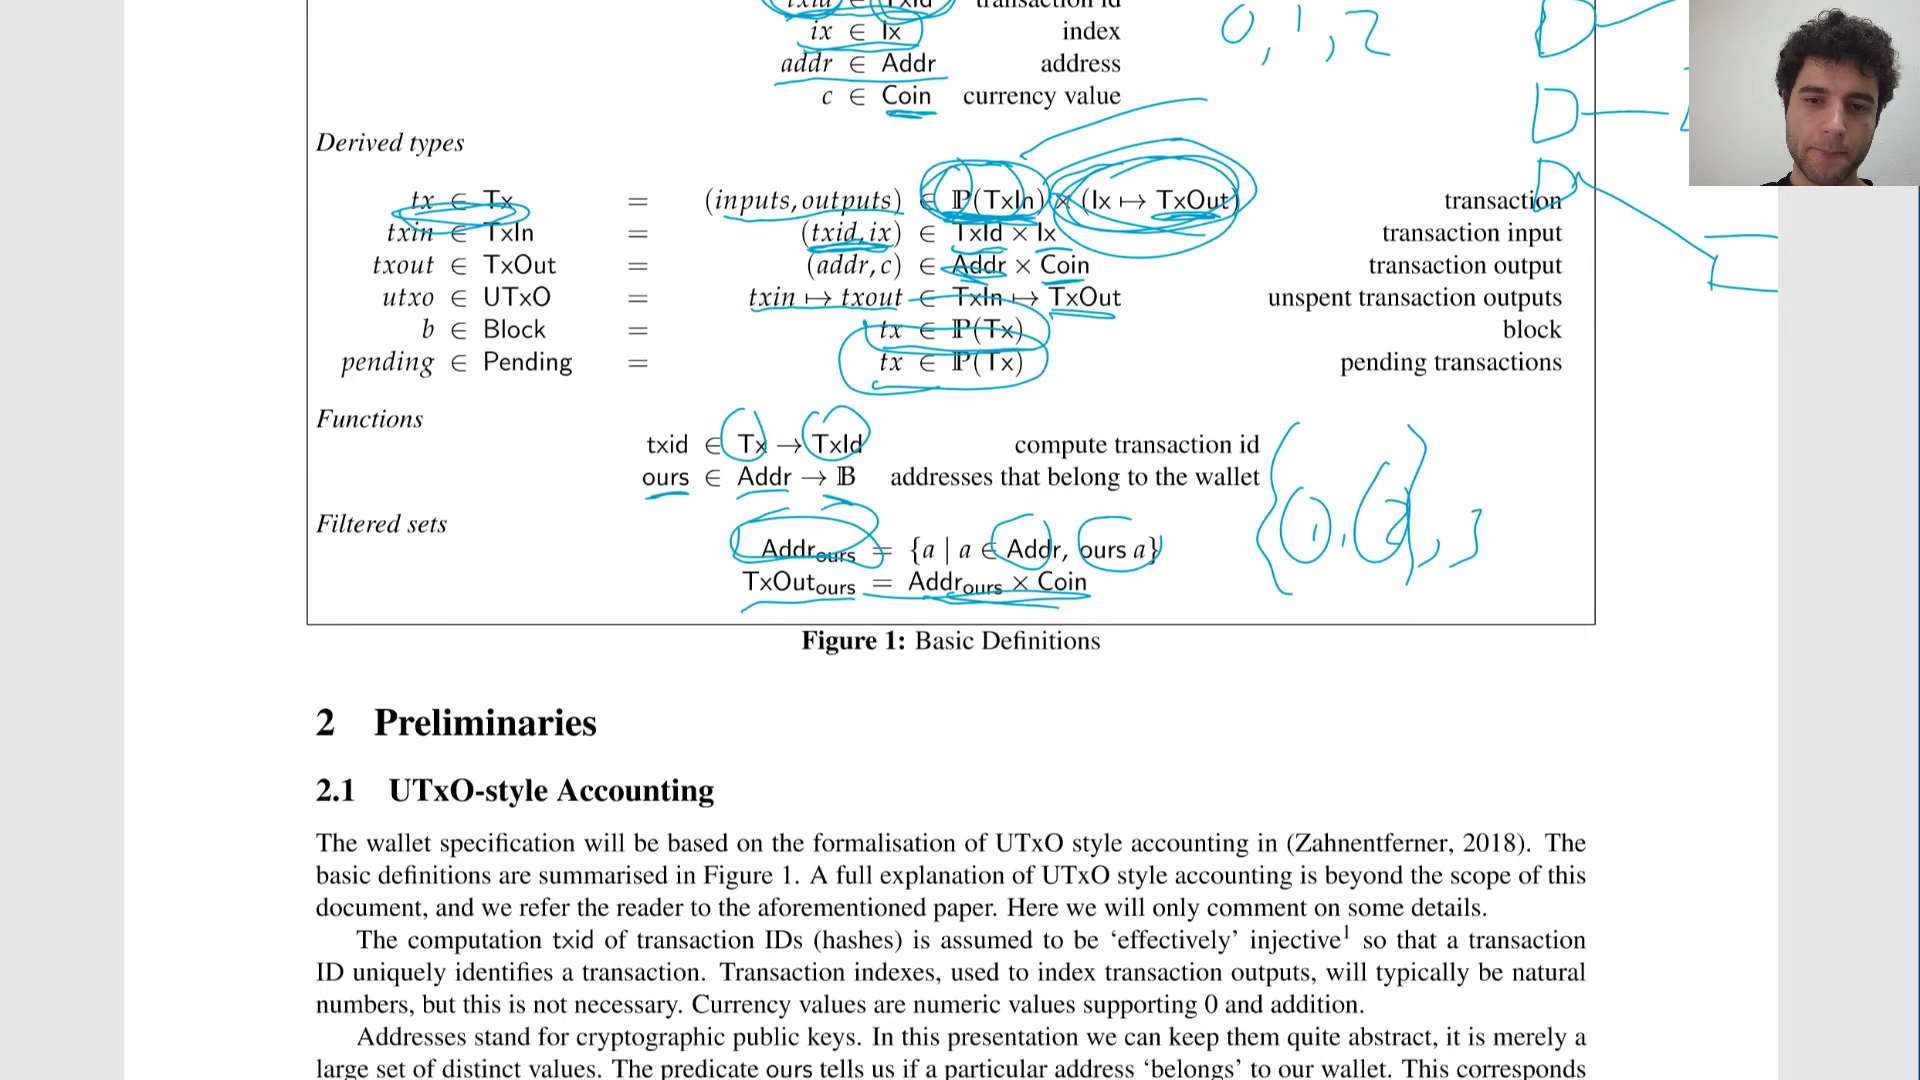 txid ∈ TxId transaction id
ix ∈ Ix index
addr ∈ Addr address
c ∈ Coin currency value
0, 1, 2
Derived types
tx ∈ Tx = (inputs, outputs) ∈ ℙ(TxIn) × (Ix ↦ TxOut) transaction
txin ∈ TxIn = (txid, ix) ∈ TxId × Ix transaction input
txout ∈ TxOut = (addr, c) ∈ Addr × Coin transaction output
utxo ∈ UTxO = txin ↦ txout ∈ TxIn ↦ TxOut unspent transaction outputs
b ∈ Block = tx ∈ ℙ(Tx) block
pending ∈ Pending = tx ∈ ℙ(Tx) pending transactions
Functions
txid ∈ Tx → TxId compute transaction id
ours ∈ Addr → 𝔹 addresses that belong to the wallet
Filtered sets
Addrours = {a | a ∈ Addr, ours a}
TxOutours = Addrours × Coin
Figure 1: Basic Definitions
2 Preliminaries
2.1 UTxO-style Accounting
The wallet specification will be based on the formalisation of UTxO style accounting in (Zahnentferner, 2018). The
basic definitions are summarised in Figure 1. A full explanation of UTxO style accounting is beyond the scope of this
document, and we refer the reader to the aforementioned paper. Here we will only comment on some details.
The computation txid of transaction IDs (hashes) is assumed to be ‘effectively’ injective1 so that a transaction
ID uniquely identifies a transaction. Transaction indexes, used to index transaction outputs, will typically be natural
numbers, but this is not necessary. Currency values are numeric values supporting 0 and addition.
Addresses stand for cryptographic public keys. In this presentation we can keep them quite abstract, it is merely a
large set of distinct values. The predicate ours tells us if a particular address ‘belongs’ to our wallet. This corresponds